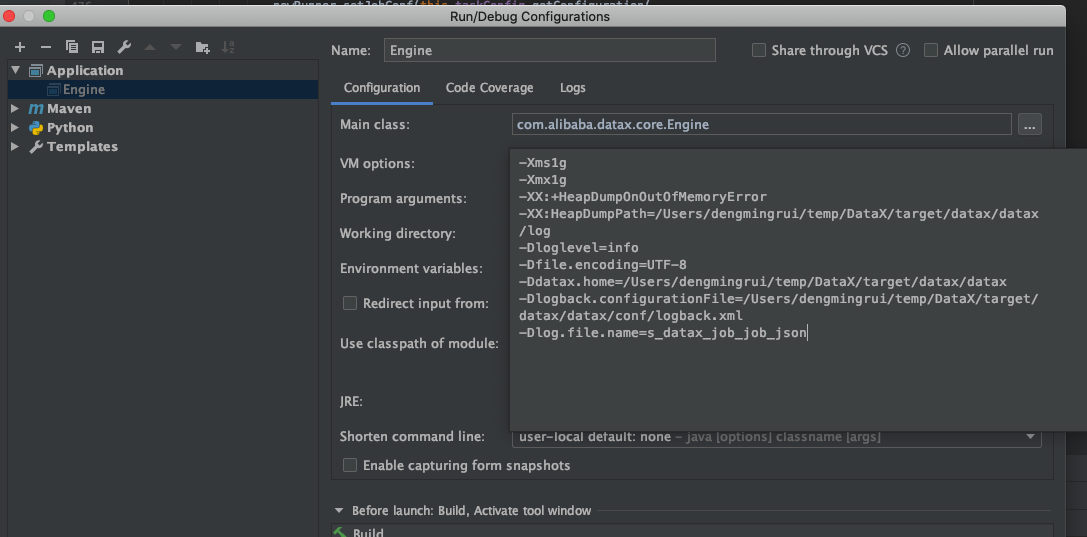 Run/Debug Configurations
Name:
Engine
Share through VCS
Allow parallel run
Application
Engine
Maven
Python
Templates
Configuration
Code Coverage
Logs
Main class:
com.alibaba.datax.core.Engine
...
VM options:
-Xms1g
-Xmx1g
-XX:+HeapDumpOnOutOfMemoryError
-XX:HeapDumpPath=/Users/dengmingrui/temp/DataX/target/datax/datax
/log
-Dloglevel=info
-Dfile.encoding=UTF-8
-Ddatax.home=/Users/dengmingrui/temp/DataX/target/datax/datax
-Dlogback.configurationFile=/Users/dengmingrui/temp/DataX/target/
datax/datax/conf/logback.xml
-Dlog.file.name=s_datax_job_job_json
Program arguments:
Working directory:
Environment variables:
Redirect input from:
Use classpath of module:
JRE:
Shorten command line:
user-local default: none - java [options] classname [args]
Enable capturing form snapshots
Before launch: Build, Activate tool window
Build